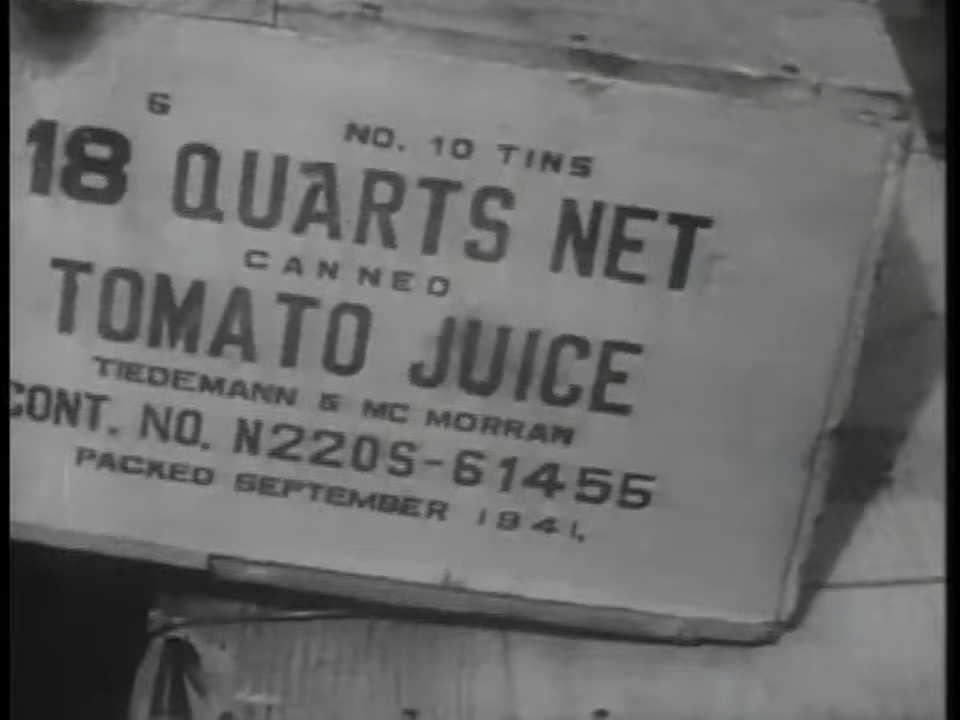 6 NO. 10 TINS
18 QUARTS NET
CANNED
TOMATO JUICE
TIEDEMANN & MC MORRAN
CONT. NO. N220S-61455
PACKED SEPTEMBER 1941.